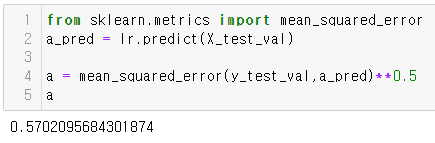 1 from sklearn.metrics import mean_squared_error
2 a_pred = lr.predict(X_test_val)
3
4 a = mean_squared_error(y_test_val,a_pred)**0.5
5 a
0.5702095684301874